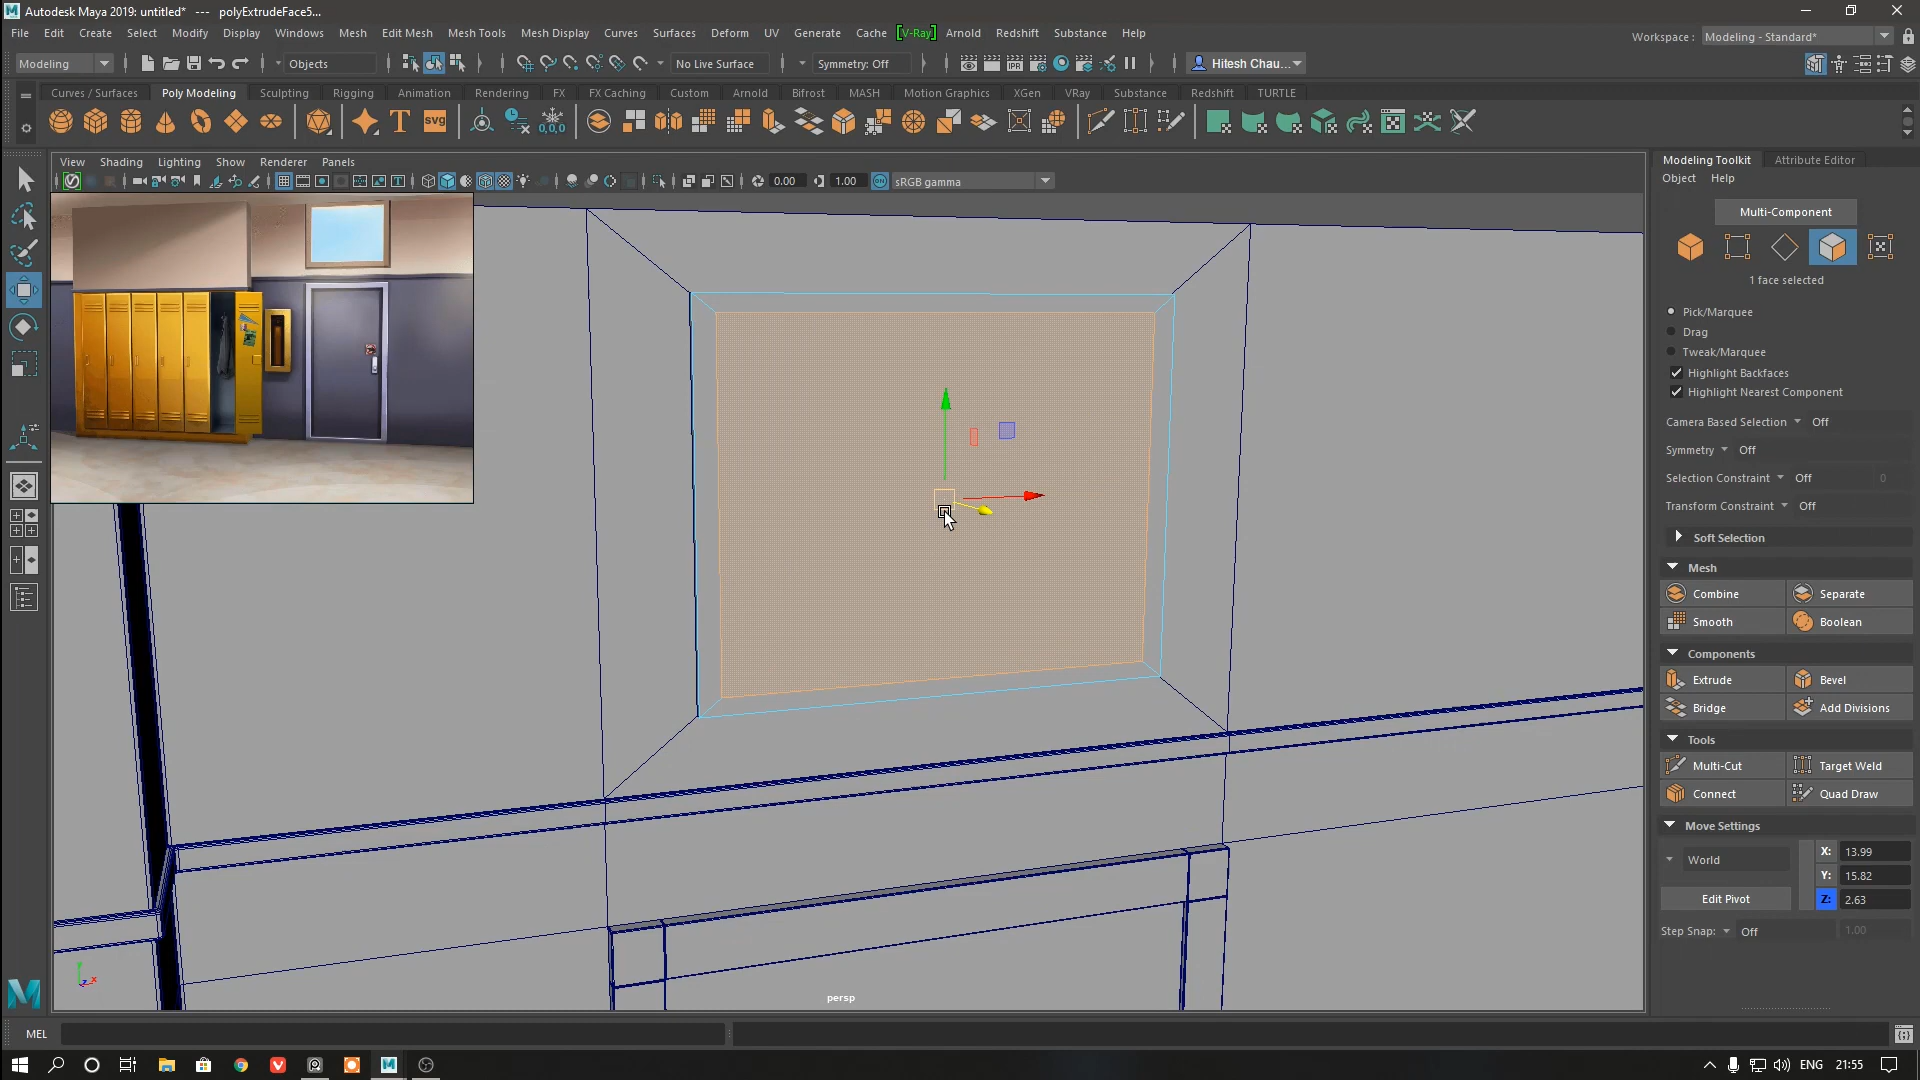 Autodesk Maya 2019: untitled* --- polyExtrudeFace5...
File Edit Create Select Modify Display Windows Mesh Edit Mesh Mesh Tools Mesh Display Curves Surfaces Deform UV Generate Cache [V-Ray] Arnold Redshift Substance Help
Workspace : Modeling - Standard*
Modeling Objects No Live Surface Symmetry: Off Hitesh Chau...
Curves / Surfaces Poly Modeling Sculpting Rigging Animation Rendering FX FX Caching Custom Arnold Bifrost MASH Motion Graphics XGen VRay Substance Redshift TURTLE
T SVG 0,0,0
View Shading Lighting Show Renderer Panels
0.00 1.00 ON sRGB gamma
persp
Modeling Toolkit Attribute Editor
Object Help
Multi-Component
1 face selected
Pick/Marquee
Drag
Tweak/Marquee
Highlight Backfaces
Highlight Nearest Component
Camera Based Selection Off
Symmetry Off
Selection Constraint Off 0
Transform Constraint Off
Soft Selection
Mesh
Combine Separate
Smooth Boolean
Components
Extrude Bevel
Bridge Add Divisions
Tools
Multi-Cut Target Weld
Connect Quad Draw
Move Settings
World X: 13.99
Y: 15.82
Edit Pivot Z: 2.63
Step Snap: Off 1.00
MEL
ENG 21:55